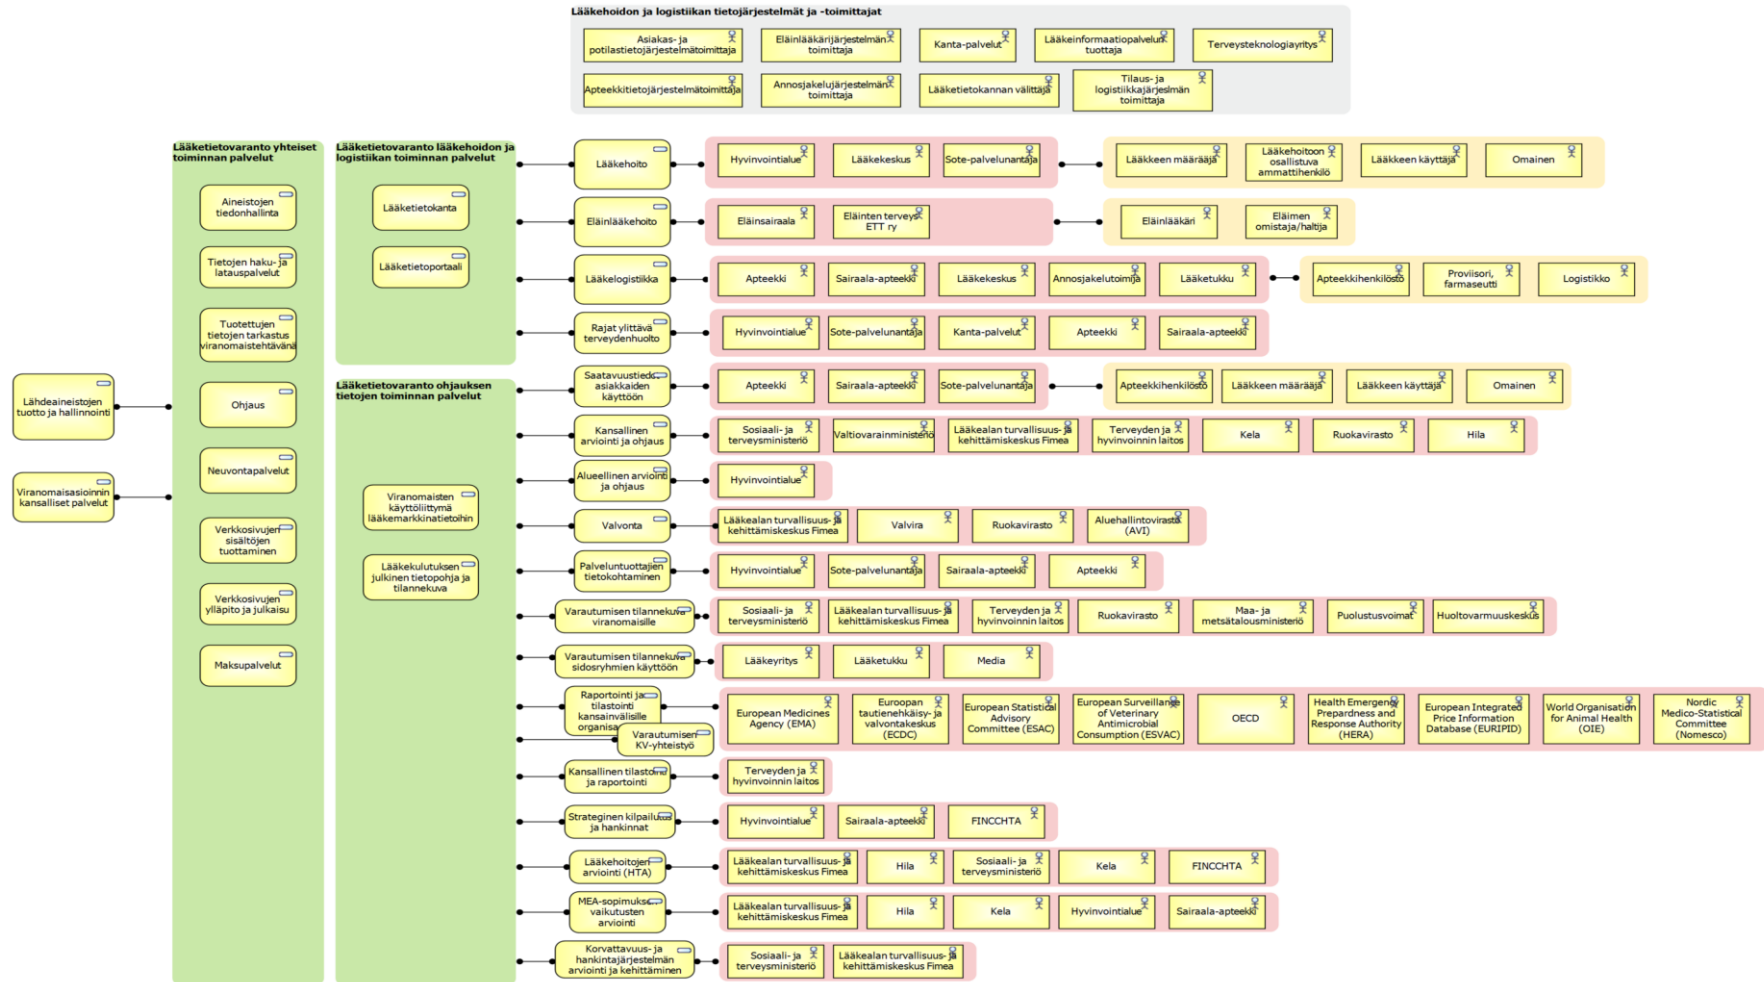 Lääkehoidon ja logistiikan tietojärjestelmät ja -toimittajat
Asiakas- ja
potilastietojärjestelmätoimittaja
Eläinlääkärijärjestelmän
toimittaja
Kanta-palvelut
Lääkeinformaatiopalvelun
tuottaja
Terveysteknologiayritys
Apteekkitietojärjestelmätoimittaja
Annosjakelujärjestelmän
toimittaja
Lääketietokannan välittäjä
Tilaus- ja
logistiikkajärjeslmän
toimittaja
Lähdeaineistojen
tuotto ja hallinnointi
Viranomaisasioinnin
kansalliset palvelut
Lääketietovaranto yhteiset
toiminnan palvelut
Aineistojen
tiedonhallinta
Tietojen haku- ja
latauspalvelut
Tuotettujen
tietojen tarkastus
viranomaistehtävänä
Ohjaus
Neuvontapalvelut
Verkkosivujen
sisältöjen
tuottaminen
Verkkosivujen
ylläpito ja julkaisu
Maksupalvelut
Lääketietovaranto lääkehoidon ja
logistiikan toiminnan palvelut
Lääketietokanta
Lääketietoportaali
Lääketietovaranto ohjauksen
tietojen toiminnan palvelut
Viranomaisten
käyttöliittymä
lääkemarkkinatietoihin
Lääkekulutuksen
julkinen tietopohja ja
tilannekuva
Lääkehoito
Hyvinvointialue
Lääkekeskus
Sote-palvelunantaja
Lääkkeen määrääjä
Lääkehoitoon
osallistuva
ammattihenkilö
Lääkkeen käyttäjä
Omainen
Eläinlääkehoito
Eläinsairaala
Eläinten terveys
ETT ry
Eläinlääkäri
Eläimen
omistaja/haltija
Lääkelogistiikka
Apteekki
Sairaala-apteekki
Lääkekeskus
Annosjakelutoimija
Lääketukku
Apteekkihenkilöstö
Proviisori,
farmaseutti
Logistikko
Rajat ylittävä
terveydenhuolto
Hyvinvointialue
Sote-palvelunantaja
Kanta-palvelut
Apteekki
Sairaala-apteekki
Saatavuustiedon
asiakkaiden
käyttöön
Apteekki
Sairaala-apteekki
Sote-palvelunantaja
Apteekkihenkilöstö
Lääkkeen määrääjä
Lääkkeen käyttäjä
Omainen
Kansallinen
arviointi ja ohjaus
Sosiaali- ja
terveysministeriö
Valtiovarainministeriö
Lääkealan turvallisuus- ja
kehittämiskeskus Fimea
Terveyden ja
hyvinvoinnin laitos
Kela
Ruokavirasto
Hila
Alueellinen arviointi
ja ohjaus
Hyvinvointialue
Valvonta
Lääkealan turvallisuus- ja
kehittämiskeskus Fimea
Valvira
Ruokavirasto
Aluehallintovirasto
(AVI)
Palveluntuottajien
tietokohtaminen
Hyvinvointialue
Sote-palvelunantaja
Sairaala-apteekki
Apteekki
Varautumisen tilannekuva
viranomaisille
Sosiaali- ja
terveysministeriö
Lääkealan turvallisuus- ja
kehittämiskeskus Fimea
Terveyden ja
hyvinvoinnin laitos
Ruokavirasto
Maa- ja
metsätalousministeriö
Puolustusvoimat
Huoltovarmuuskeskus
Varautumisen tilannekuva
sidosryhmien käyttöön
Lääkeyritys
Lääketukku
Media
Raportointi ja
tilastointi
kansainvälisille
Varautumisen
KV-yhteistyö
European Medicines
Agency (EMA)
Euroopan
tautienehkäisy- ja
valvontakeskus
(ECDC)
European Statistical
Advisory
Committee (ESAC)
European Surveillance
of Veterinary
Antimicrobial
Consumption (ESVAC)
OECD
Health Emergency
Prepardness and
Response Authority
(HERA)
European Integrated
Price Information
Database (EURIPID)
World Organisation
for Animal Health
(OIE)
Nordic
Medico-Statistical
Committee
(Nomesco)
Kansallinen tilastointi
ja raportointi
Terveyden ja
hyvinvoinnin laitos
Strateginen kilpailutus
ja hankinnat
Hyvinvointialue
Sairaala-apteekki
FINCCHTA
Lääkehoitojen
arviointi (HTA)
Lääkealan turvallisuus- ja
kehittämiskeskus Fimea
Hila
Sosiaali- ja
terveysministeriö
Kela
FINCCHTA
MEA-sopimuksen
vaikutusten
arviointi
Lääkealan turvallisuus- ja
kehittämiskeskus Fimea
Hila
Kela
Hyvinvointialue
Sairaala-apteekki
Korvattavuus- ja
hankintajärjestelmän
arviointi ja kehittäminen
Sosiaali- ja
terveysministeriö
Lääkealan turvallisuus- ja
kehittämiskeskus Fimea